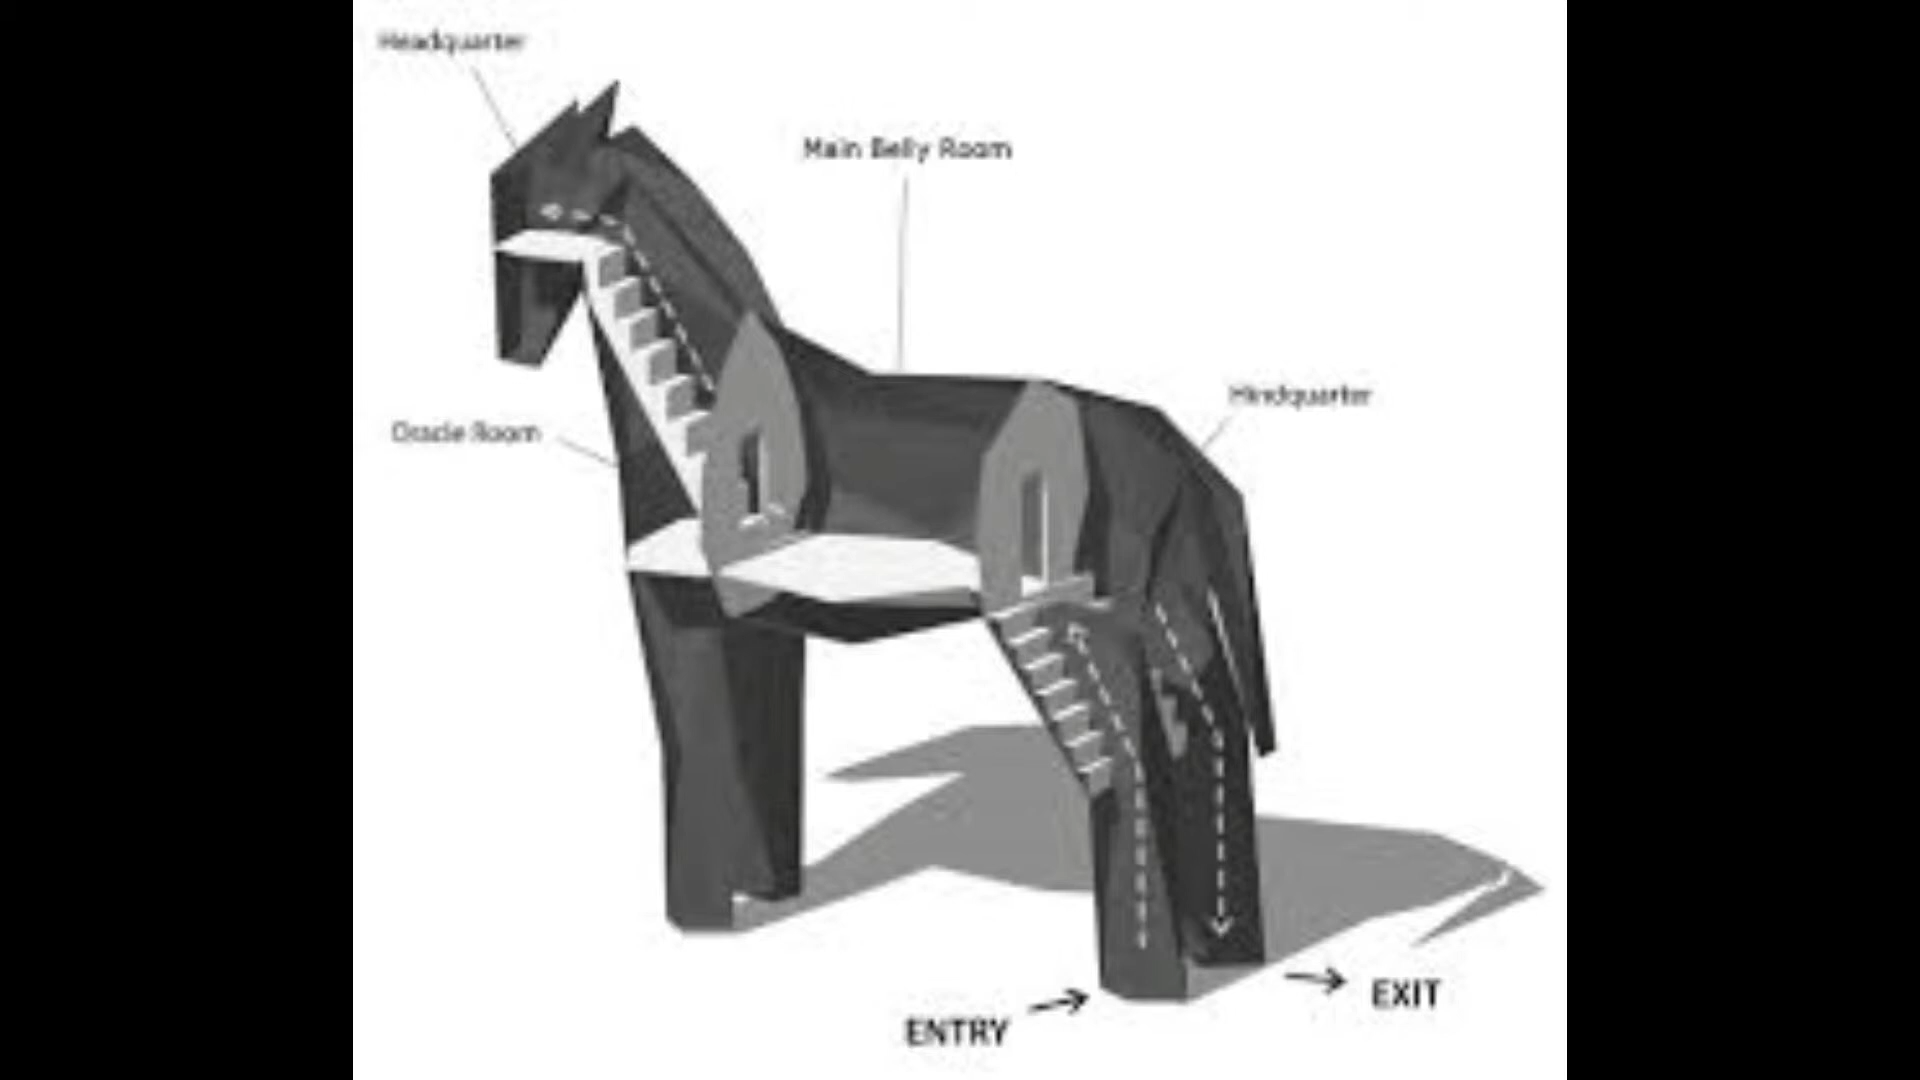 Headquarter
Main Belly Room
Hindquarter
Oracle Room
ENTRY
EXIT